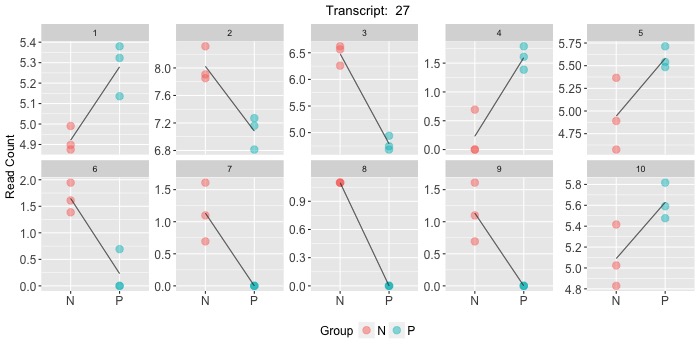 Transcript: 27
1 2 3 4 5
5.4 5.3 5.2 5.1 5.0 4.9
8.4 8.0 7.6 7.2 6.8
6.5 6.0 5.5 5.0
1.5 1.0 0.5 0.0
5.75 5.50 5.25 5.00 4.75
Read Count
6 7 8 9 10
2.0 1.5 1.0 0.5 0.0
1.5 1.0 0.5 0.0
0.9 0.6 0.3 0.0
1.5 1.0 0.5 0.0
5.8 5.6 5.4 5.2 5.0 4.8
N P N P N P N P N P
Group N P